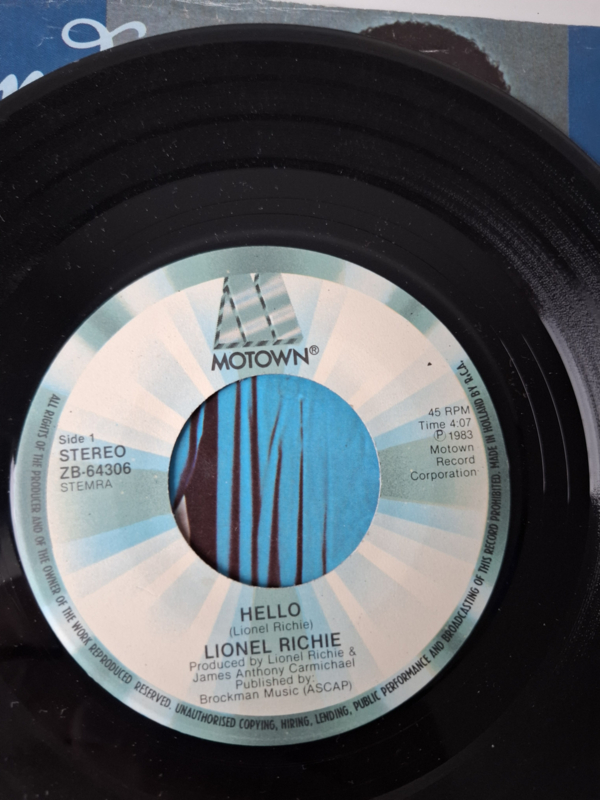 MOTOWN®
Side 1
STEREO
ZB-64306
STEMRA
45 RPM
Time 4:07
Ⓟ 1983
Motown
Record
Corporation
HELLO
(Lionel Richie)
LIONEL RICHIE
Produced by Lionel Richie &
James Anthony Carmichael
Published by:
Brockman Music (ASCAP)
ALL RIGHTS OF THE PRODUCER AND OF THE OWNER OF THE WORK REPRODUCED RESERVED. UNAUTHORISED COPYING, HIRING, LENDING, PUBLIC PERFORMANCE AND BROADCASTING OF THIS RECORD PROHIBITED. MADE IN HOLLAND BY R.C.A.